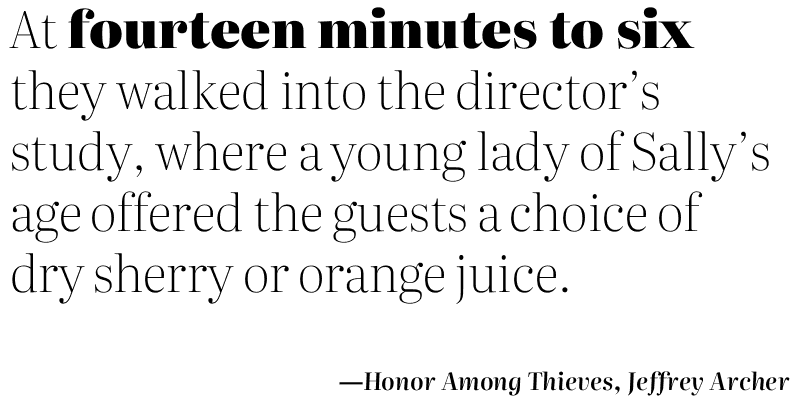 At fourteen minutes to six
they walked into the director’s
study, where a young lady of Sally’s
age offered the guests a choice of
dry sherry or orange juice.
—Honor Among Thieves, Jeffrey Archer